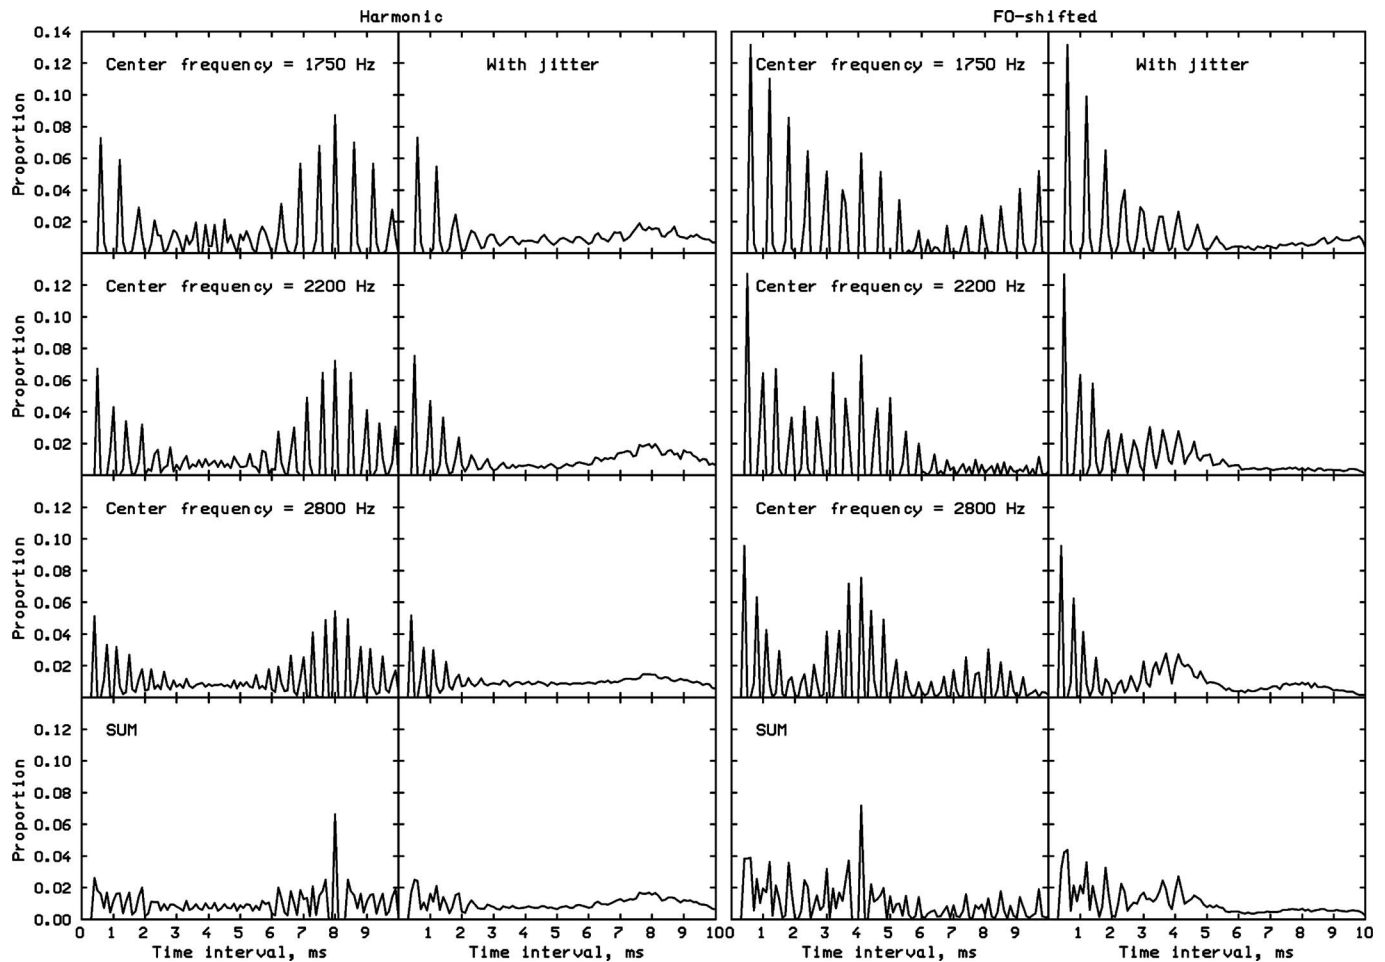 Harmonic F0-shifted
0.14
0.12
0.10
0.08
0.06
0.04
0.02
Proportion
Center frequency = 1750 Hz
With jitter
Center frequency = 1750 Hz
With jitter
0.12
0.10
0.08
0.06
0.04
0.02
Proportion
Center frequency = 2200 Hz
Center frequency = 2200 Hz
0.12
0.10
0.08
0.06
0.04
0.02
Proportion
Center frequency = 2800 Hz
Center frequency = 2800 Hz
0.12
0.10
0.08
0.06
0.04
0.02
0.00
Proportion
SUM
SUM
0 1 2 3 4 5 6 7 8 9 1 2 3 4 5 6 7 8 9 100 1 2 3 4 5 6 7 8 9 1 2 3 4 5 6 7 8 9 10
Time interval, ms Time interval, ms Time interval, ms Time interval, ms